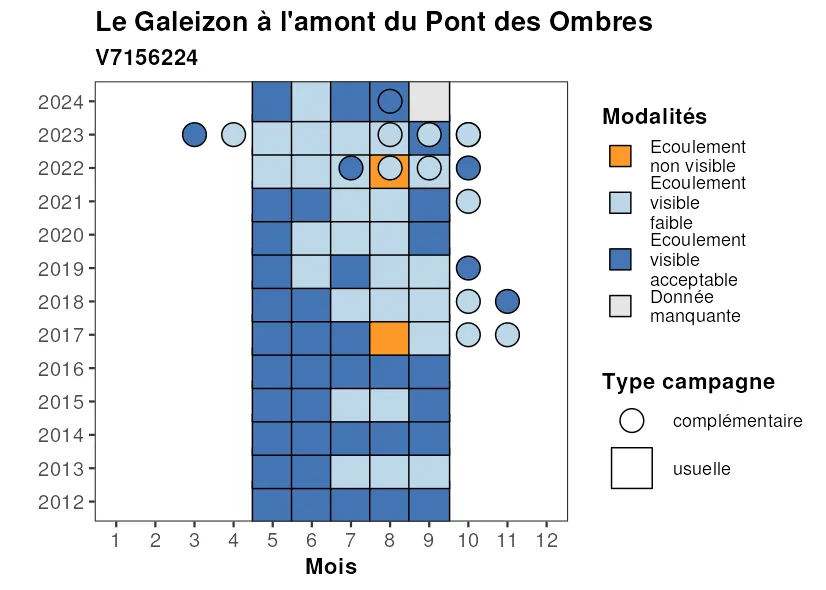 Le Galeizon à l'amont du Pont des Ombres
V7156224
2024
2023
2022
2021
2020
2019
2018
2017
2016
2015
2014
2013
2012
1 2 3 4 5 6 7 8 9 10 11 12
Mois
Modalités
Ecoulement
non visible
Ecoulement
visible
faible
Ecoulement
visible
acceptable
Donnée
manquante
Type campagne
complémentaire
usuelle